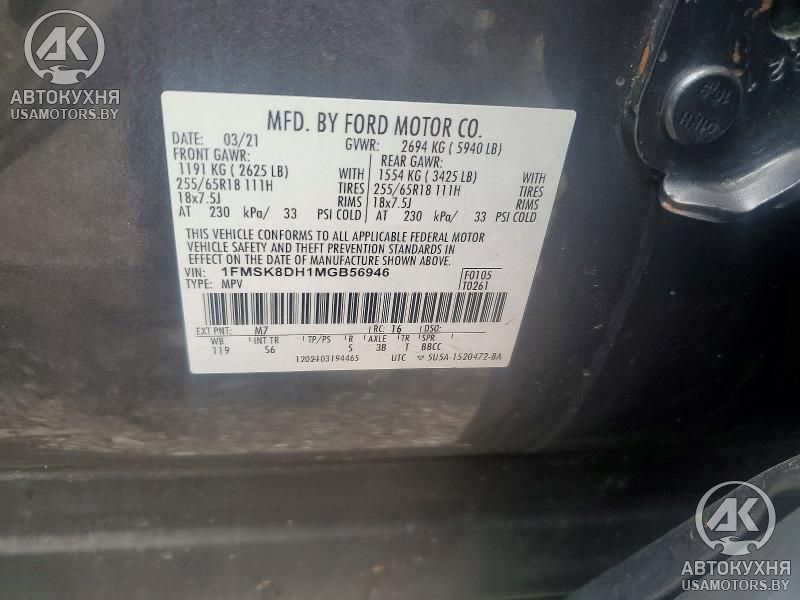 AK
АВТОКУХНЯ
USAMOTORS.BY
MFD. BY FORD MOTOR CO.
DATE: 03/21 GVWR: 2694 KG ( 5940 LB)
FRONT GAWR: REAR GAWR:
1191 KG ( 2625 LB) WITH 1554 KG ( 3425 LB) WITH
255/65R18 111H TIRES 255/65R18 111H TIRES
18x7.5J RIMS 18x7.5J RIMS
AT 230 kPa/ 33 PSI COLD AT 230 kPa/ 33 PSI COLD
THIS VEHICLE CONFORMS TO ALL APPLICABLE FEDERAL MOTOR
VEHICLE SAFETY AND THEFT PREVENTION STANDARDS IN
EFFECT ON THE DATE OF MANUFACTURE SHOWN ABOVE.
VIN: 1FMSK8DH1MGB56946 F0105
TYPE: MPV T0261
EXT PNT: M7 RC: 16 DSO:
WB INT TR TP/PS R AXLE TR SPR
119 S6 S 3B T BBCC
1202103194465 UTC 5U5A-1520472-BA
AK
АВТОКУХНЯ
USAMOTORS.BY